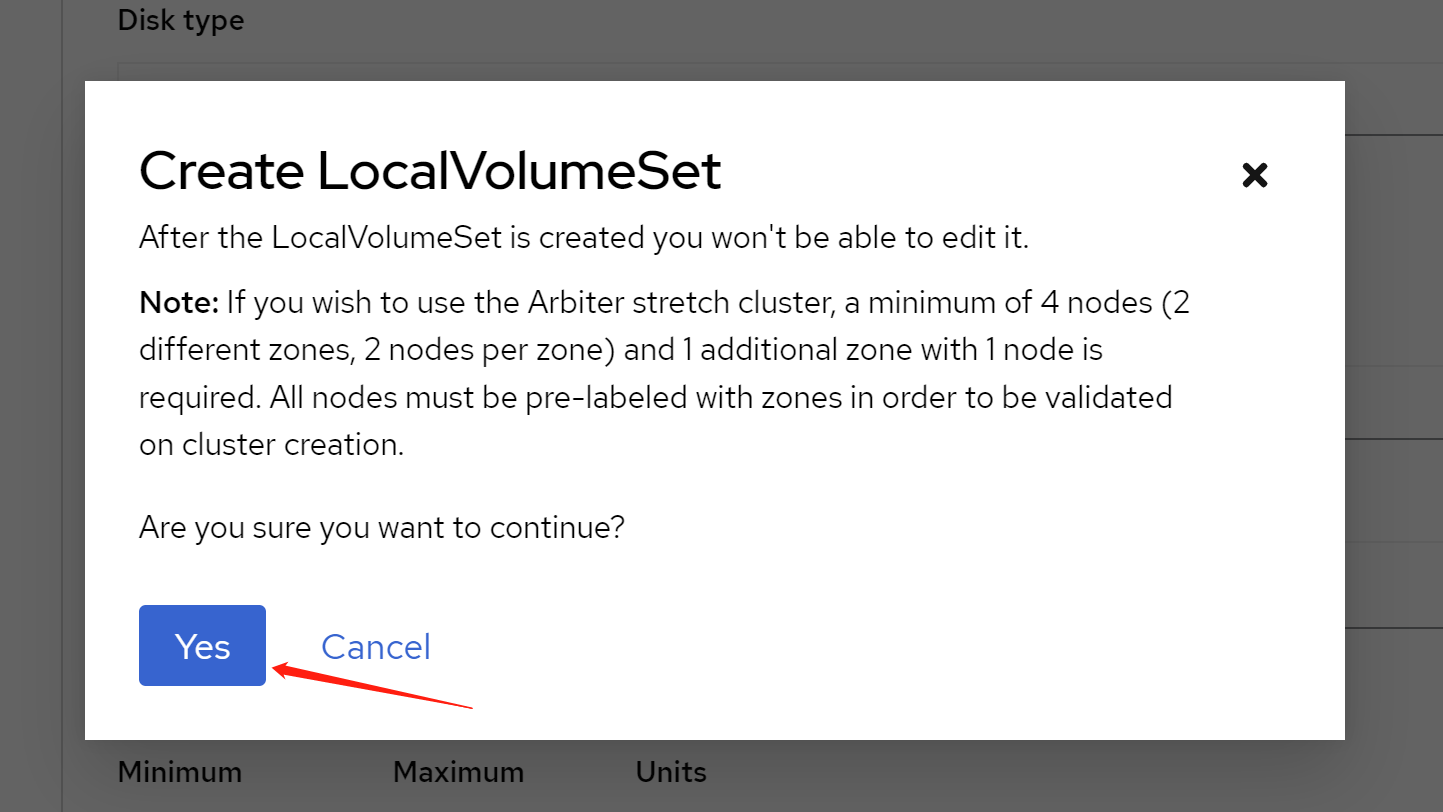 Disk type
Create LocalVolumeSet
After the LocalVolumeSet is created you won't be able to edit it.
Note: If you wish to use the Arbiter stretch cluster, a minimum of 4 nodes (2
different zones, 2 nodes per zone) and 1 additional zone with 1 node is
required. All nodes must be pre-labeled with zones in order to be validated
on cluster creation.
Are you sure you want to continue?
Yes Cancel
Minimum Maximum Units